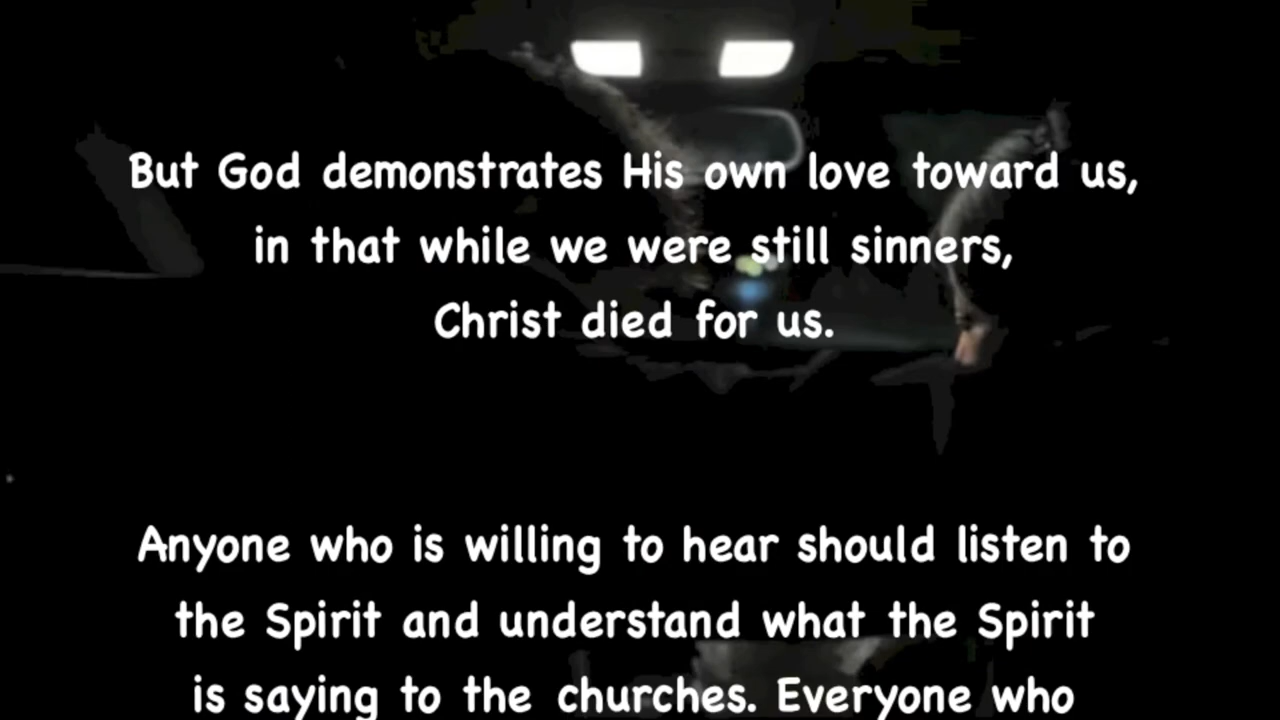 But God demonstrates His own love toward us,
in that while we were still sinners,
Christ died for us.
Anyone who is willing to hear should listen to
the Spirit and understand what the Spirit
is saying to the churches. Everyone who